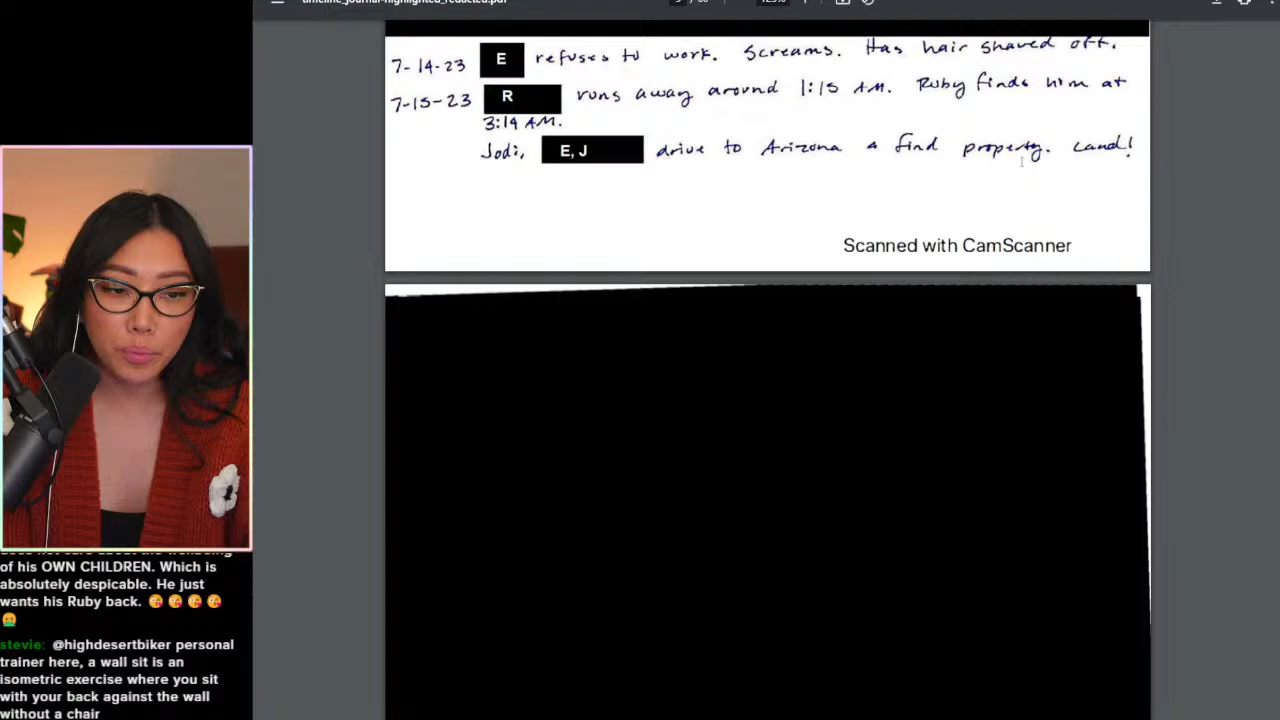 timeline_journal-highlighted_redacted.pdf
7-14-23 E refuses to work. Screams. Has hair shaved off.
7-15-23 R runs away around 1:15 AM. Ruby finds him at
3:14 AM.
Jodi, E, J drive to Arizona & find property. Land!
Scanned with CamScanner
of his OWN CHILDREN. Which is
absolutely despicable. He just
wants his Ruby back. 😘 😘 😘 😘
🤮
stevie: @highdesertbiker personal
trainer here, a wall sit is an
isometric exercise where you sit
with your back against the wall
without a chair